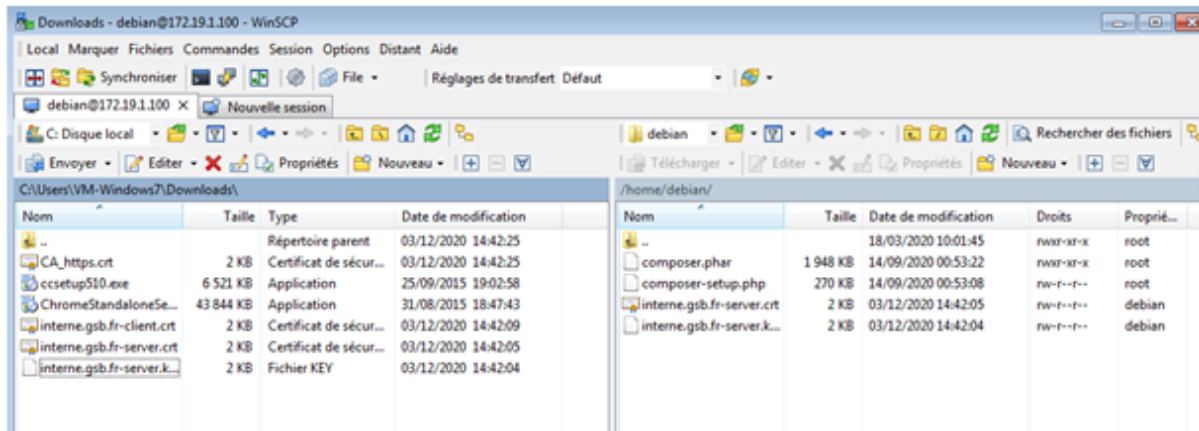 Downloads - debian@172.19.1.100 - WinSCP
Local Marquer Fichiers Commandes Session Options Distant Aide
Synchroniser File Réglages de transfert Défaut
debian@172.19.1.100 × Nouvelle session
C: Disque local debian Rechercher des fichiers
Envoyer Editer Propriétés Nouveau Télécharger Editer Propriétés Nouveau
C:\Users\VM-Windows7\Downloads\ /home/debian/
Nom Taille Type Date de modification Nom Taille Date de modification Droits Proprié...
.. Répertoire parent 03/12/2020 14:42:25 .. 18/03/2020 10:01:45 rwxr-xr-x root
CA_https.crt 2 KB Certificat de sécur... 03/12/2020 14:42:25 composer.phar 1 948 KB 14/09/2020 00:53:22 rwxr-xr-x root
ccsetup510.exe 6 521 KB Application 25/09/2015 19:02:58 composer-setup.php 270 KB 14/09/2020 00:53:08 rw-r--r-- root
ChromeStandaloneSe... 43 844 KB Application 31/08/2015 18:47:43 interne.gsb.fr-server.crt 2 KB 03/12/2020 14:42:05 rw-r--r-- debian
interne.gsb.fr-client.crt 2 KB Certificat de sécur... 03/12/2020 14:42:09 interne.gsb.fr-server.k... 2 KB 03/12/2020 14:42:04 rw-r--r-- debian
interne.gsb.fr-server.crt 2 KB Certificat de sécur... 03/12/2020 14:42:05
interne.gsb.fr-server.k... 2 KB Fichier KEY 03/12/2020 14:42:04